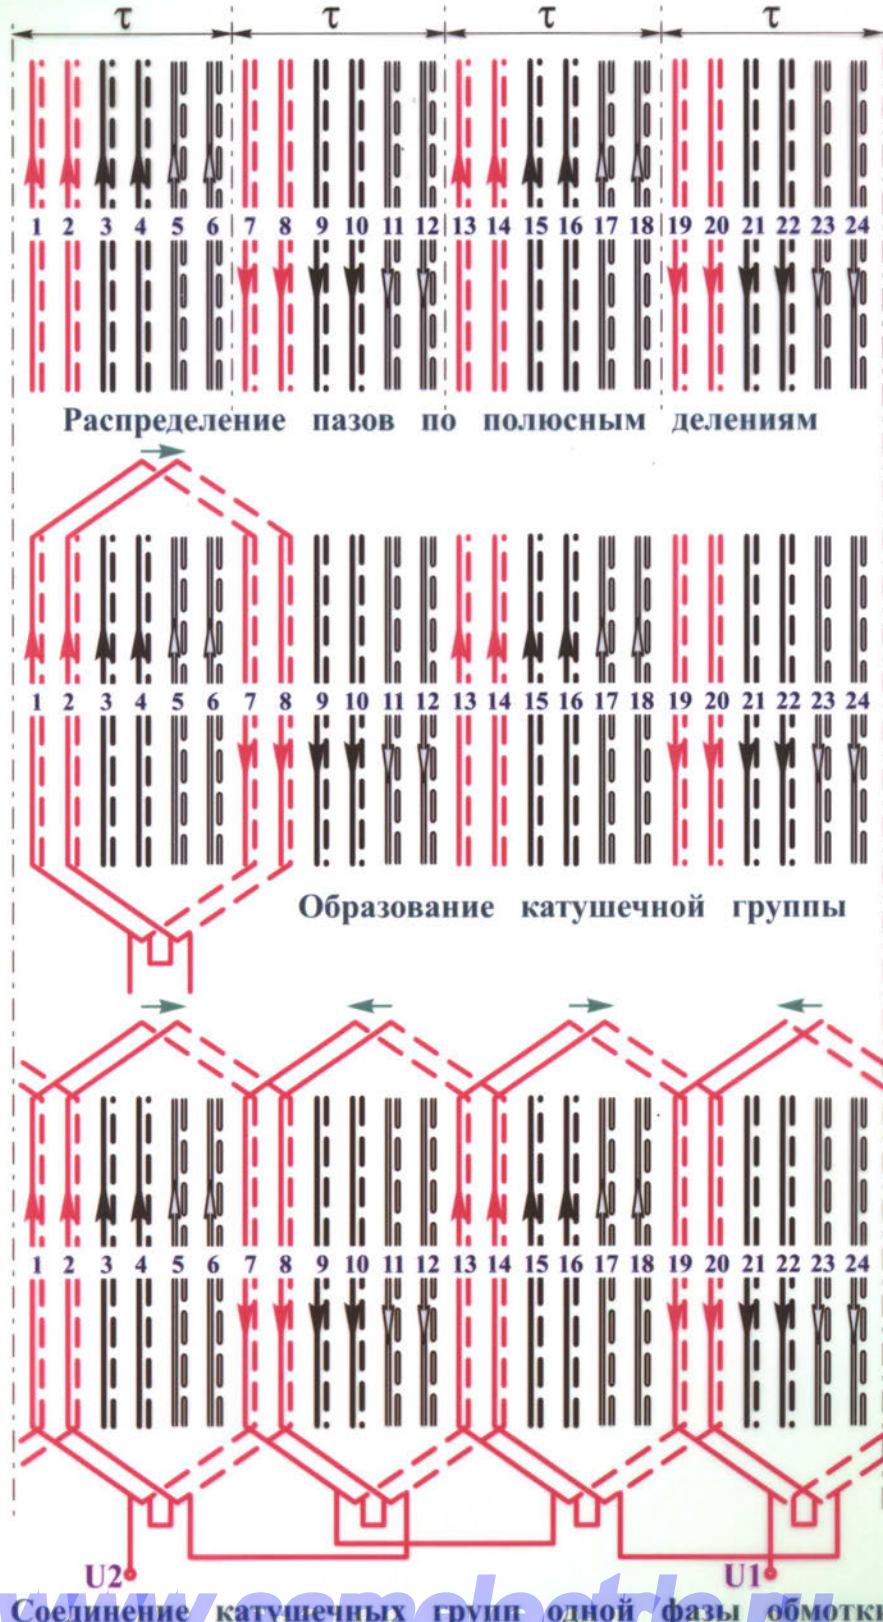 τ τ τ τ
1 2 3 4 5 6 7 8 9 10 11 12 13 14 15 16 17 18 19 20 21 22 23 24
Распределение пазов по полюсным делениям
1 2 3 4 5 6 7 8 9 10 11 12 13 14 15 16 17 18 19 20 21 22 23 24
Образование катушечной группы
1 2 3 4 5 6 7 8 9 10 11 12 13 14 15 16 17 18 19 20 21 22 23 24
U2 U1
Соединение катушечных групп одной фазы обмотки